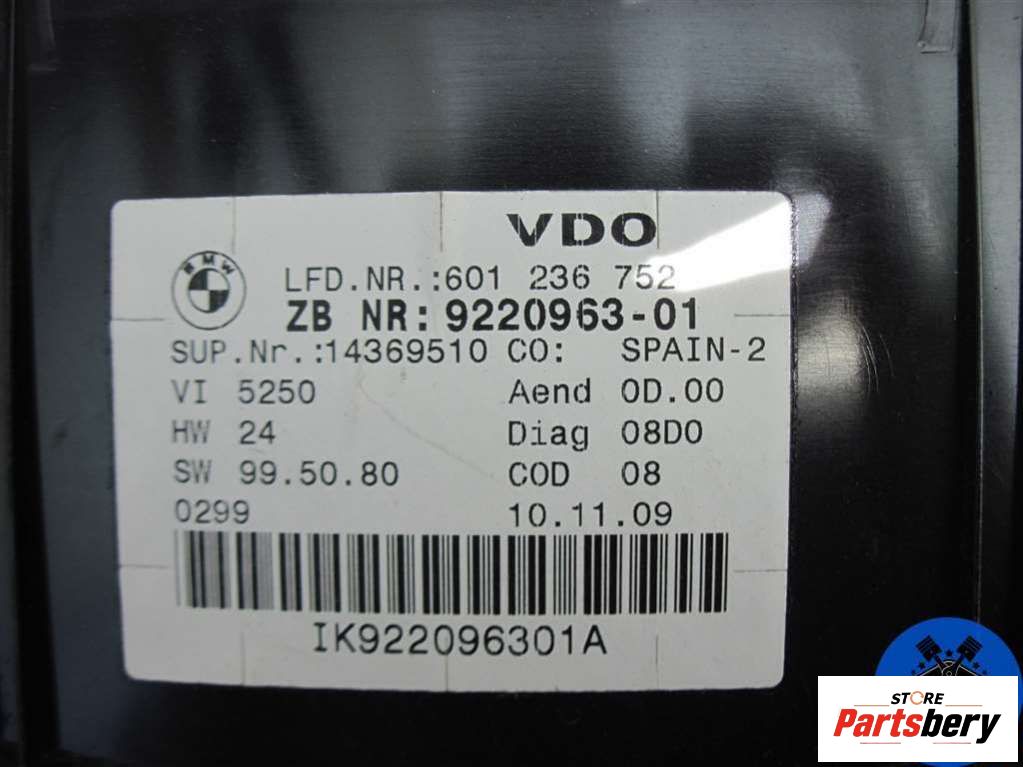 VDO
BMW
LFD.NR.:601 236 752
ZB NR:9220963-01
SUP.Nr.:14369510 CO: SPAIN-2
VI 5250 Aend 0D.00
HW 24 Diag 08D0
SW 99.50.80 COD 08
0299 10.11.09
IK922096301A
STORE
Partsbery